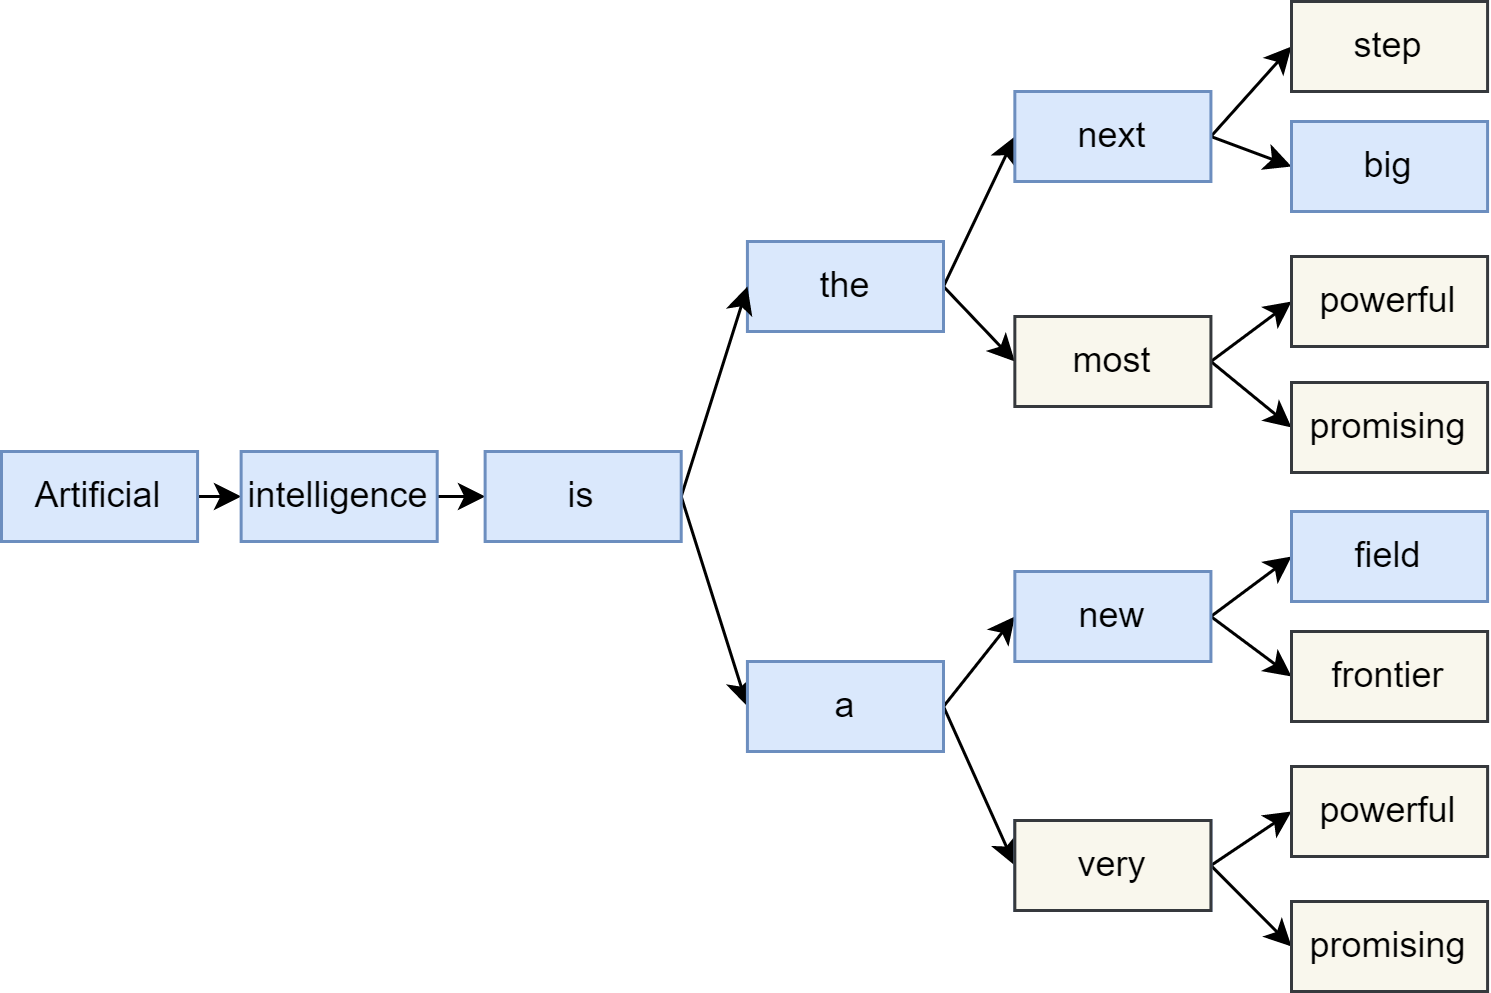 Artificial
intelligence
is
the
a
next
most
new
very
step
big
powerful
promising
field
frontier
powerful
promising